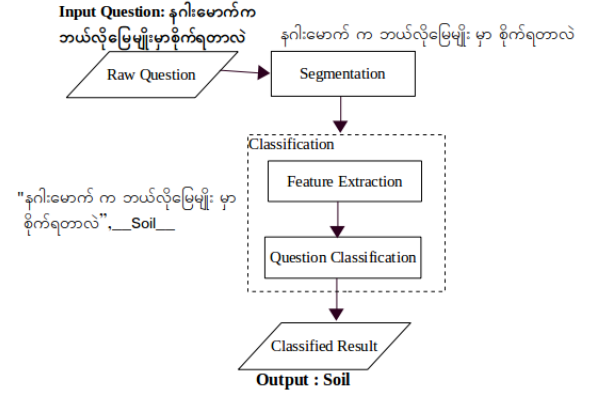 Input Question: နဂါးမောက်က
ဘယ်လိုမြေမျိုးမှာစိုက်ရတာလဲ
နဂါးမောက် က ဘယ်လိုမြေမျိုး မှာ စိုက်ရတာလဲ
Raw Question
Segmentation
Classification
Feature Extraction
"နဂါးမောက် က ဘယ်လိုမြေမျိုး မှာ
စိုက်ရတာလဲ”,__Soil__
Question Classification
Classified Result
Output : Soil